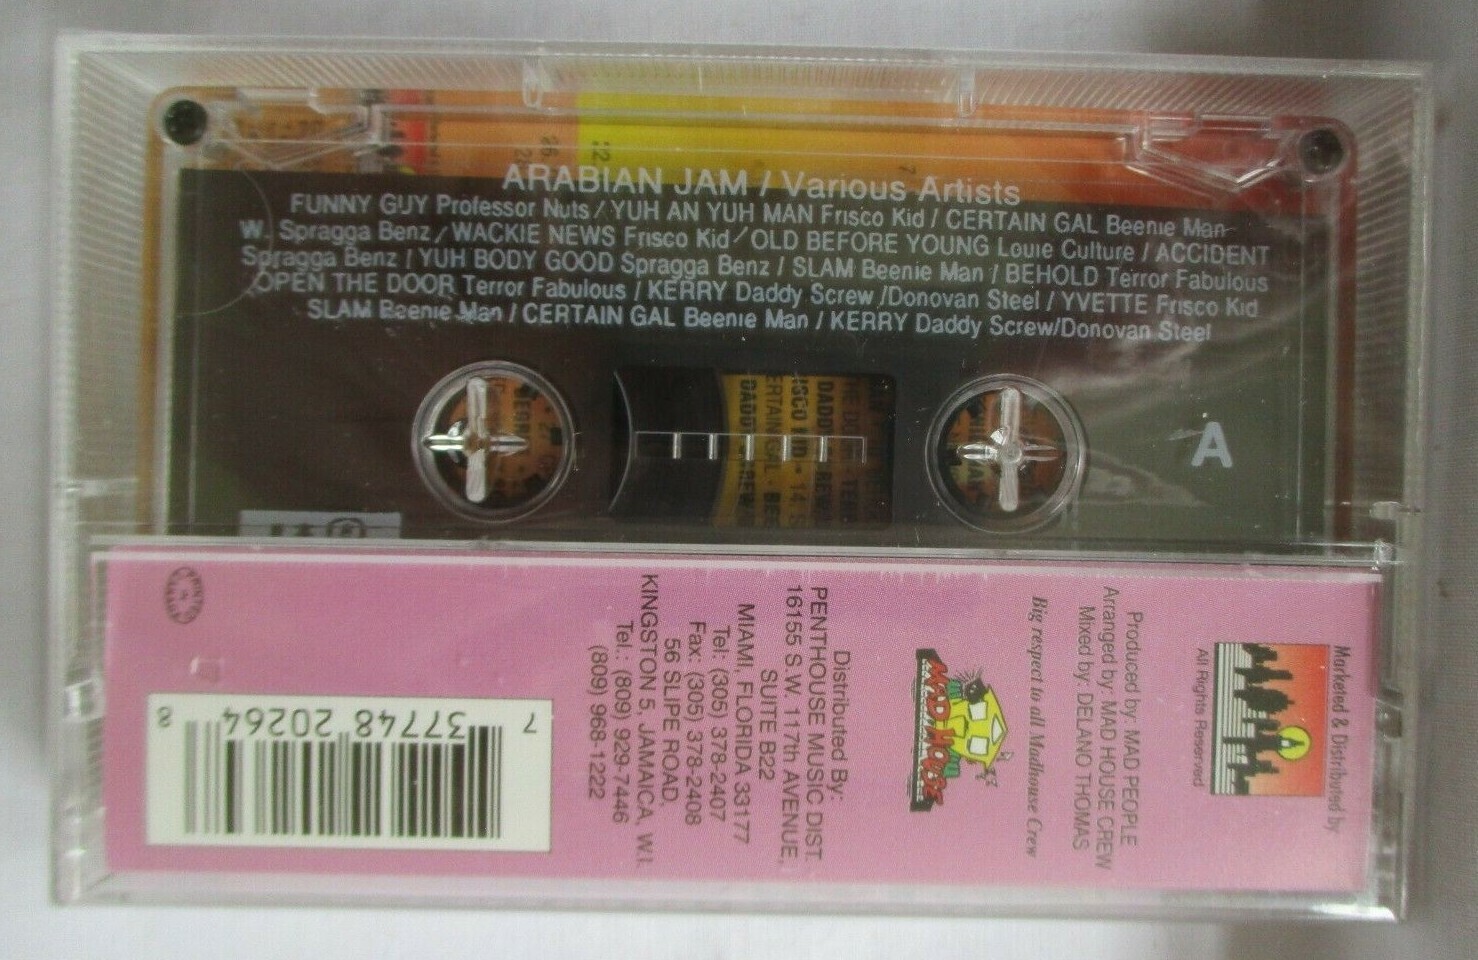 ARABIAN JAM / Various Artists
FUNNY GUY Professor Nuts / YUH AN YUH MAN Frisco Kid / CERTAIN GAL Beenie Man
W. Spragga Benz / WACKIE NEWS Frisco Kid / OLD BEFORE YOUNG Louie Culture / ACCIDENT
Spragga Benz / YUH BODY GOOD Spragga Benz / SLAM Beenie Man / BEHOLD Terror Fabulous
OPEN THE DOOR Terror Fabulous / KERRY Daddy Screw /Donovan Steel / YVETTE Frisco Kid
SLAM Beenie Man / CERTAIN GAL Beenie Man / KERRY Daddy Screw/Donovan Steel
A
Marketed & Distributed by:
All Rights Reserved
Produced by: MAD PEOPLE
Arranged by: MAD HOUSE CREW
Mixed by: DELANO THOMAS
Big respect to all Madhouse Crew
MAD HOUSE
Distributed By:
PENTHOUSE MUSIC DIST.
16155 S.W. 117th AVENUE,
SUITE B22
MIAMI, FLORIDA 33177
Tel: (305) 378-2407
Fax: (305) 378-2408
56 SLIPE ROAD,
KINGSTON 5, JAMAICA, W.I.
Tel.: (809) 929-7446
(809) 968-1222
7 37748 20264 8